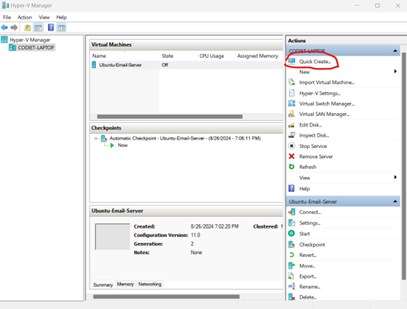 Hyper-V Manager
File Action View Help
Hyper-V Manager
CODIET-LAPTOP
Virtual Machines
Name State CPU Usage Assigned Memory
Ubuntu-Email-Server Off
Checkpoints
Automatic Checkpoint - Ubuntu-Email-Server - (8/26/2024 - 7:06:11 PM)
Now
Ubuntu-Email-Server
Created: 8/26/2024 7:02:20 PM Clustered:
Configuration Version: 11.0
Generation: 2
Notes: None
Summary Memory Networking
Actions
CODIET-LAPTOP
Quick Create...
New
Import Virtual Machine...
Hyper-V Settings...
Virtual Switch Manager...
Virtual SAN Manager...
Edit Disk...
Inspect Disk...
Stop Service
Remove Server
Refresh
View
Help
Ubuntu-Email-Server
Connect...
Settings...
Start
Checkpoint
Revert...
Move...
Export...
Rename...
Delete...